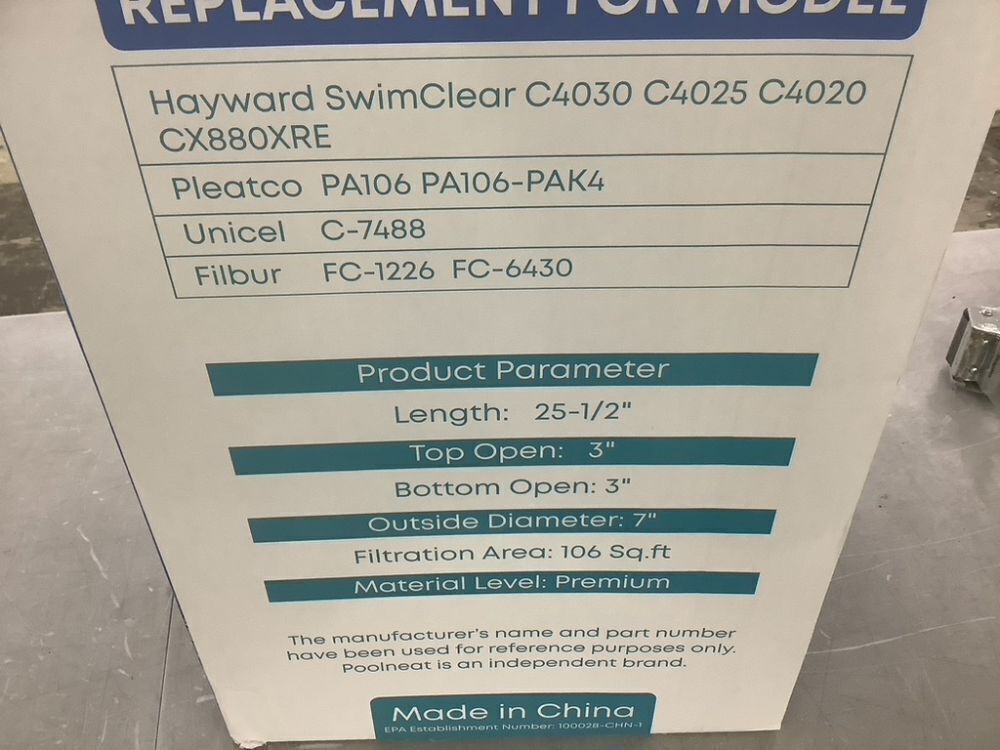 REPLACEMENT FOR MODEL
Hayward SwimClear C4030 C4025 C4020
CX880XRE
Pleatco PA106 PA106-PAK4
Unicel C-7488
Filbur FC-1226 FC-6430
Product Parameter
Length: 25-1/2"
Top Open: 3"
Bottom Open: 3"
Outside Diameter: 7"
Filtration Area: 106 Sq.ft
Material Level: Premium
The manufacturer's name and part number
have been used for reference purposes only.
Poolneat is an independent brand.
Made in China
EPA Establishment Number: 100028-CHN-1